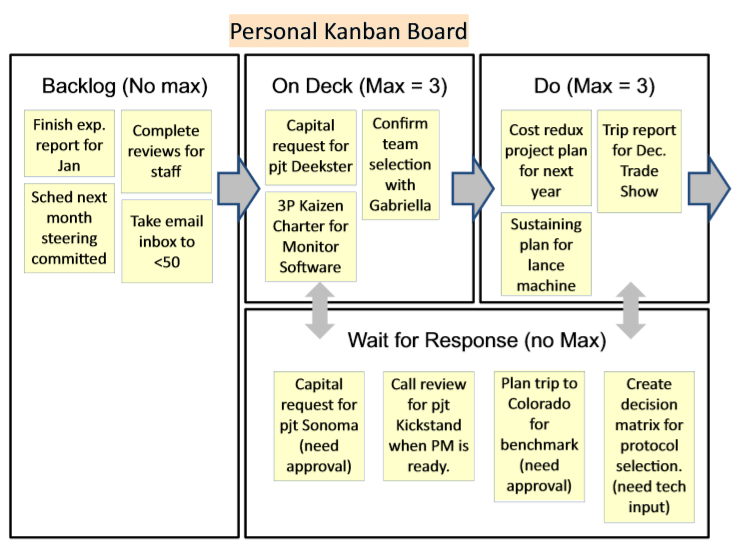 Personal Kanban Board
Backlog (No max)
Finish exp.
report for
Jan
Complete
reviews for
staff
Sched next
month
steering
committed
Take email
inbox to
<50
On Deck (Max = 3)
Capital
request for
pjt Deekster
Confirm
team
selection
with
Gabriella
3P Kaizen
Charter for
Monitor
Software
Do (Max = 3)
Cost redux
project plan
for next
year
Trip report
for Dec.
Trade
Show
Sustaining
plan for
lance
machine
Wait for Response (no Max)
Capital
request for
pjt Sonoma
(need
approval)
Call review
for pjt
Kickstand
when PM is
ready.
Plan trip to
Colorado
for
benchmark
(need
approval)
Create
decision
matrix for
protocol
selection.
(need tech
input)